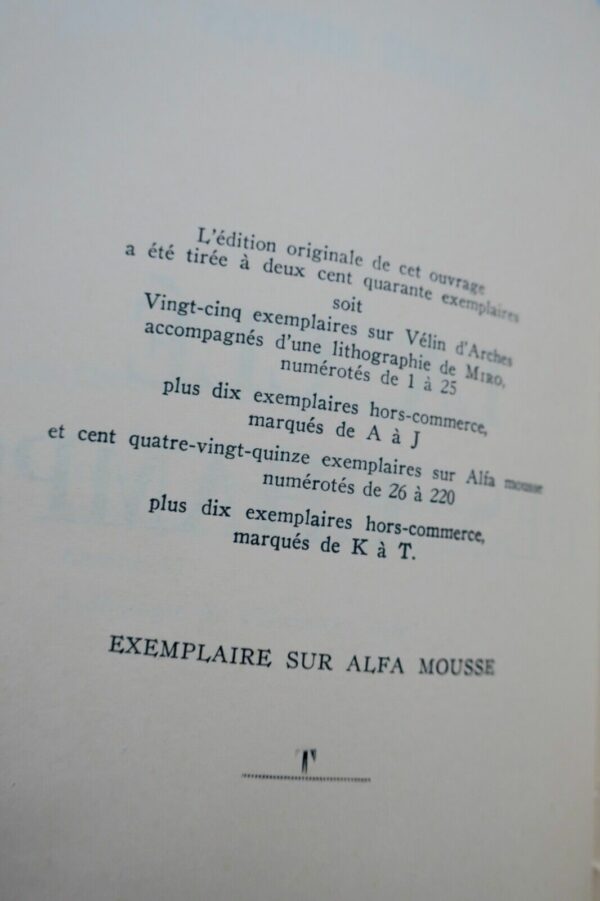 L'édition originale de cet ouvrage
a été tirée à deux cent quarante exemplaires
soit
Vingt-cinq exemplaires sur Vélin d'Arches
accompagnés d'une lithographie de MIRO,
numérotés de 1 à 25
plus dix exemplaires hors-commerce,
marqués de A à J
et cent quatre-vingt-quinze exemplaires sur Alfa mousse
numérotés de 26 à 220
plus dix exemplaires hors-commerce,
marqués de K à T.
EXEMPLAIRE SUR ALFA MOUSSE
T